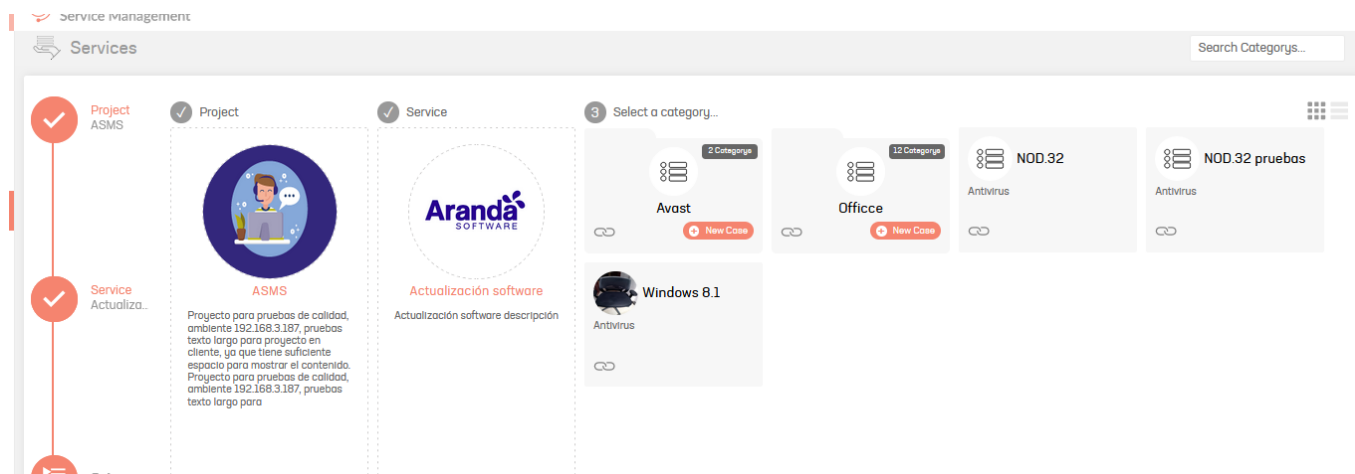 Service Management
Services
Search Categorys...
Project
ASMS
Project
Service
3 Select a category...
2 Categorys
Avast
New Case
12 Categorys
Officce
New Case
NOD.32
Antivirus
NOD.32 pruebas
Antivirus
Aranda
SOFTWARE
Windows 8.1
Antivirus
Service
Actualiza...
ASMS
Proyecto para pruebas de calidad,
ambiente 192.168.3.187, pruebas
texto largo para proyecto en
cliente, ya que tiene suficiente
espacio para mostrar el contenido.
Proyecto para pruebas de calidad,
ambiente 192.168.3.187, pruebas
texto largo para
Actualización software
Actualización software descripción